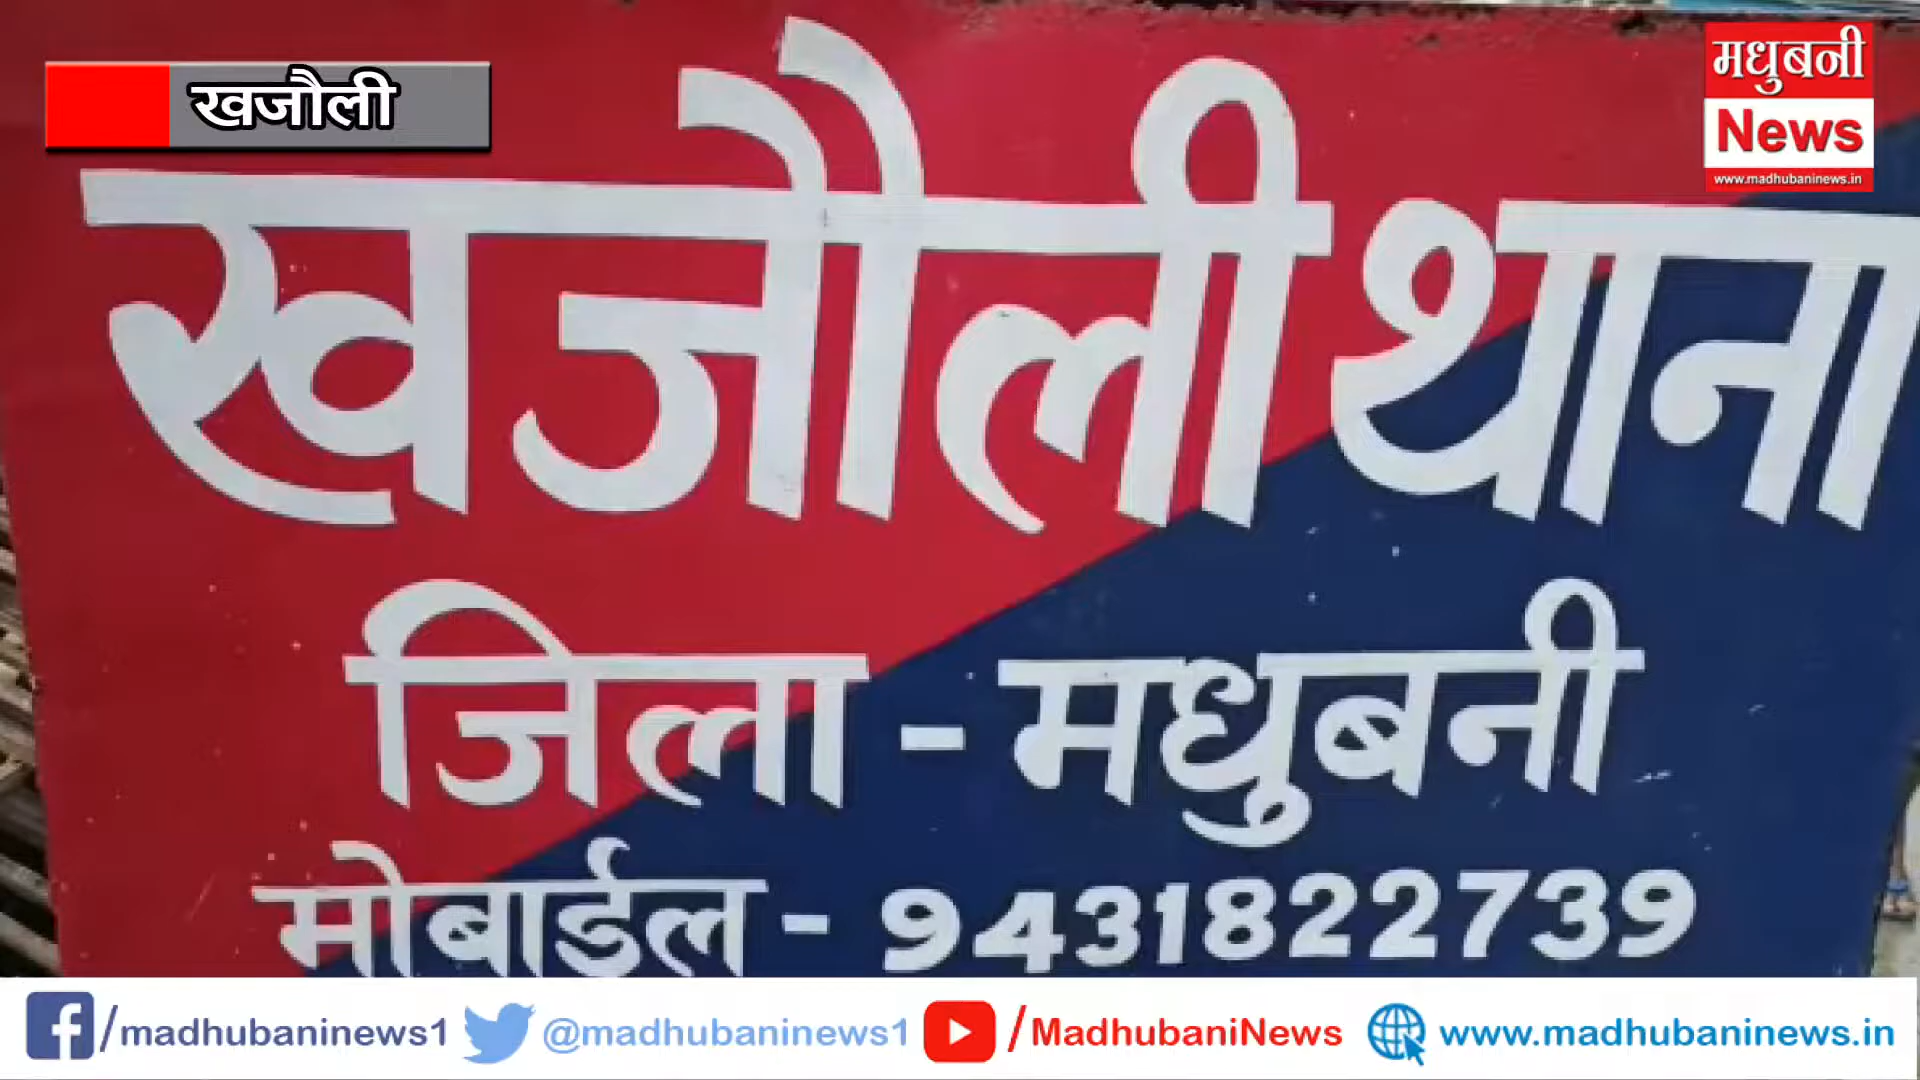 खजौली
मधुबनी
News
www.madhubaninews.in
खजौली थाना
जिला - मधुबनी
मोबाईल - 9431822739
/madhubaninews1 @madhubaninews1 /MadhubaniNews www.madhubaninews.in